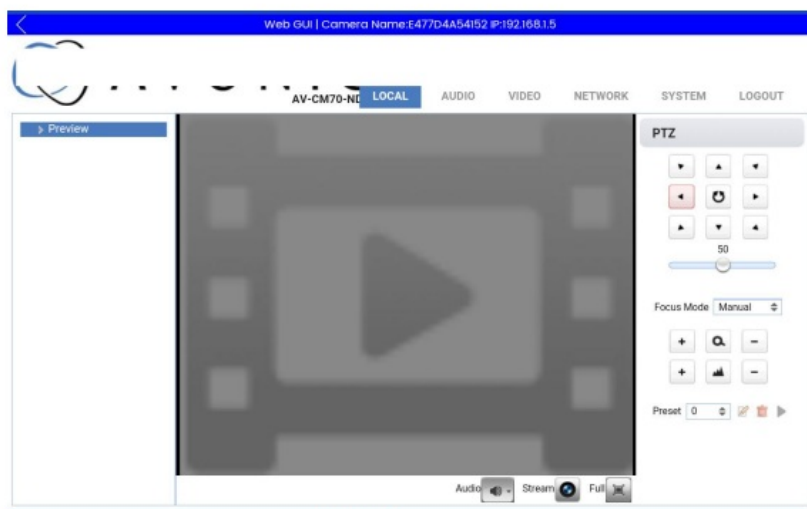 Web GUI | Camera Name:E477D4A54152 IP:192.168.1.5
AV-CM70-ND
LOCAL AUDIO VIDEO NETWORK SYSTEM LOGOUT
> Preview
PTZ
50
Focus Mode Manual
Preset 0
Audio Stream Full